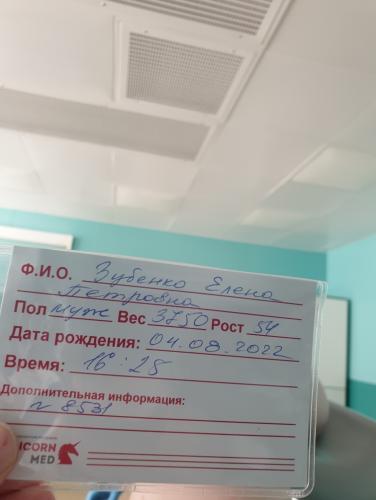 Ф.И.О. Зубенко Елена
Петровна
Пол муж Вес 3750 Рост 54
Дата рождения: 04.08.2022
Время: 16:25
Дополнительная информация:
N 8531
UNICORN
MED